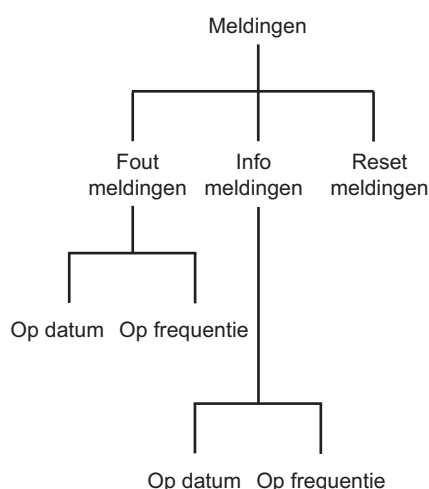 Meldingen
Fout
meldingen
Info
meldingen
Reset
meldingen
Op datum
Op frequentie
Op datum
Op frequentie